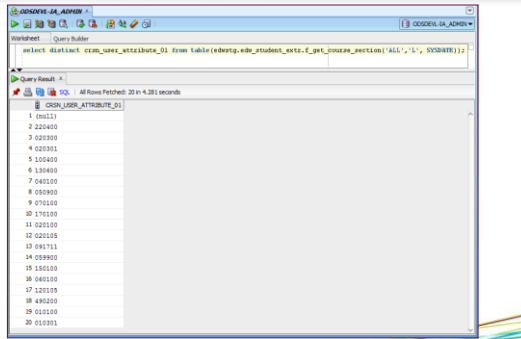 ODSDEVL-IA_ADMIN
ODSDEVL-IA_ADMIN
Worksheet Query Builder
select distinct crsn_user_attribute_01 from table(edwstg.edw_student_extr.f_get_course_section('ALL','L', SYSDATE));
Query Result
SQL | All Rows Fetched: 20 in 4.281 seconds
CRSN_USER_ATTRIBUTE_01
1 (null)
2 220400
3 020300
4 020301
5 100400
6 130600
7 040100
8 050900
9 070100
10 170100
11 020100
12 020105
13 091711
14 059900
15 150100
16 060100
17 120105
18 490200
19 010100
20 010301